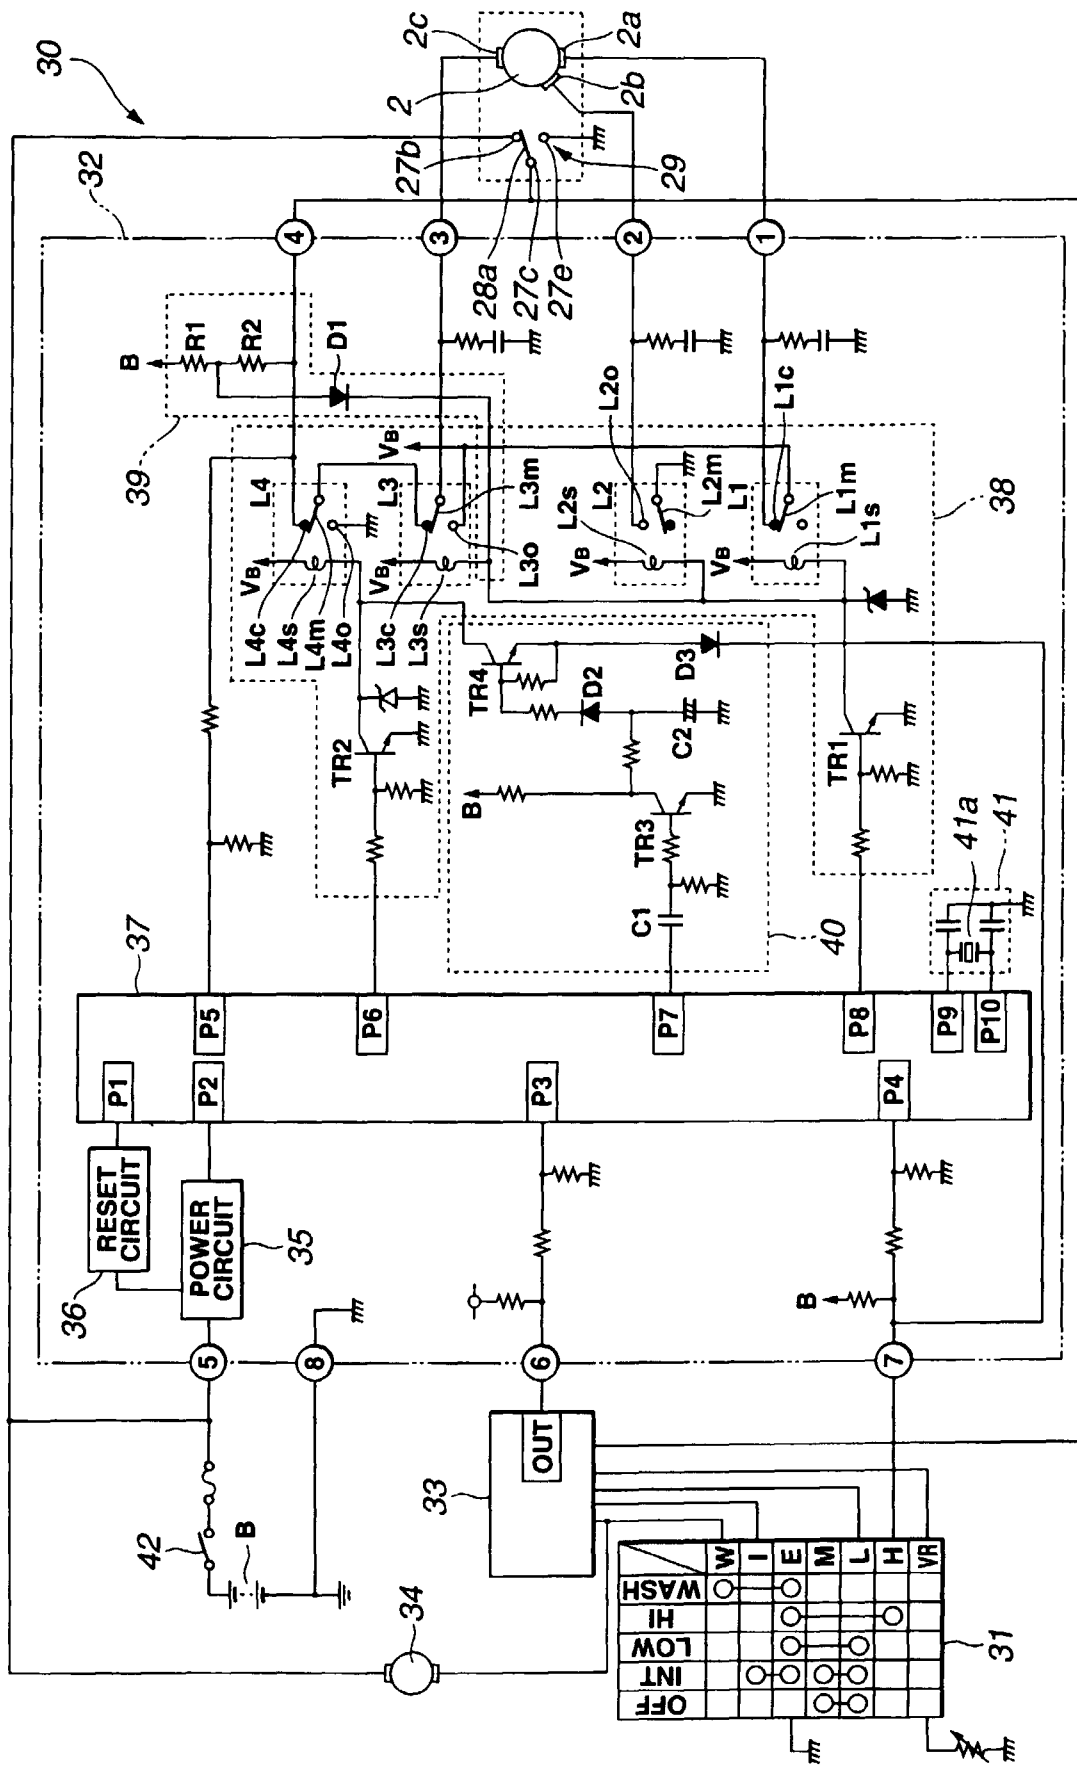 30
32
2
2c
2a
2b
27b
28a
27c
27e
29
4
3
2
1
B
R1
R2
D1
39
VB
L4
L4c
L4s
L4m
L4o
VB
VB
L3
L3c
L3s
L3m
L3o
VB
L2
L2s
L2o
L2m
VB
L1
L1c
L1m
L1s
38
TR2
TR4
D2
D3
C2
B
TR3
C1
TR1
40
41a
41
37
P5
P6
P7
P8
P9
P10
P1
P2
P3
P4
RESET
CIRCUIT
36
POWER
CIRCUIT
35
B
5
8
6
7
42
B
33
OUT
34
31
WASH
HI
LOW
INT
OFF
W
I
E
M
L
H
VR